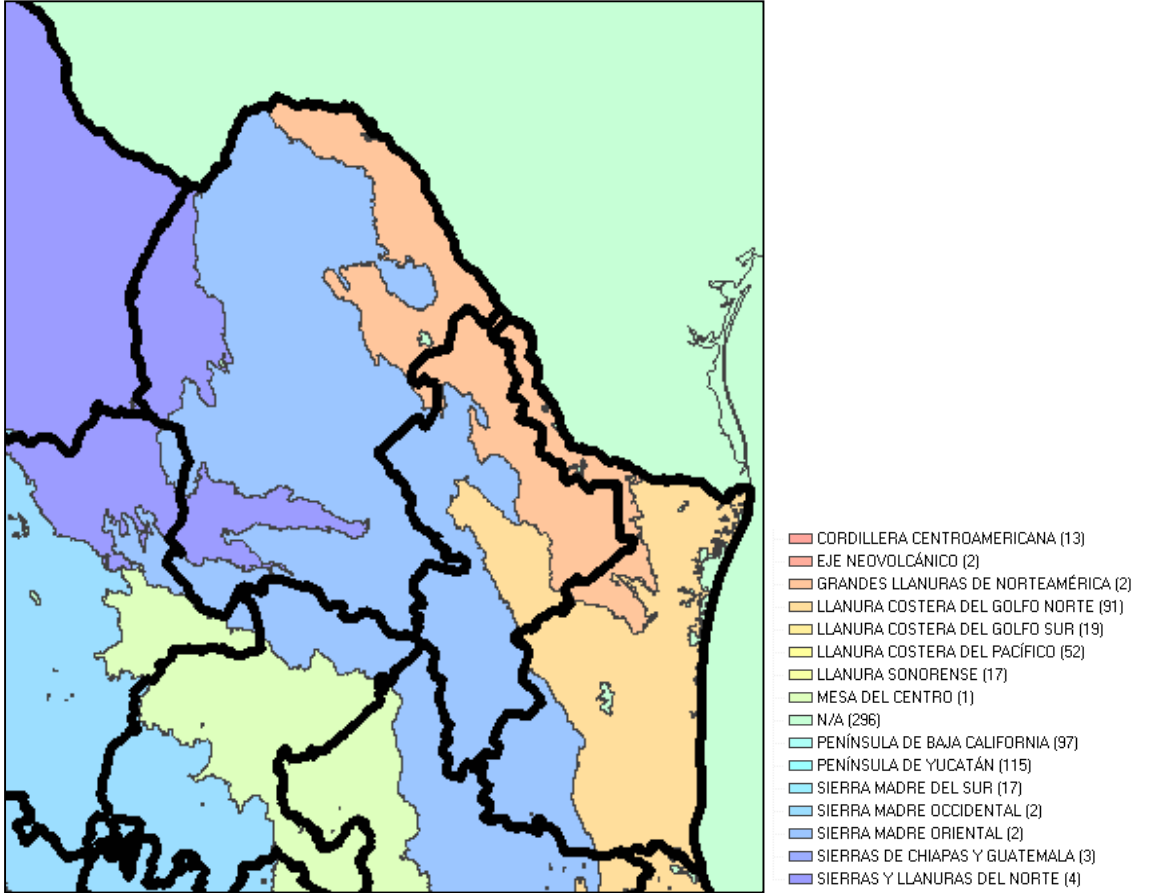 CORDILLERA CENTROAMERICANA (13)
EJE NEOVOLCÁNICO (2)
GRANDES LLANURAS DE NORTEAMÉRICA (2)
LLANURA COSTERA DEL GOLFO NORTE (91)
LLANURA COSTERA DEL GOLFO SUR (19)
LLANURA COSTERA DEL PACÍFICO (52)
LLANURA SONORENSE (17)
MESA DEL CENTRO (1)
N/A (296)
PENÍNSULA DE BAJA CALIFORNIA (97)
PENÍNSULA DE YUCATÁN (115)
SIERRA MADRE DEL SUR (17)
SIERRA MADRE OCCIDENTAL (2)
SIERRA MADRE ORIENTAL (2)
SIERRAS DE CHIAPAS Y GUATEMALA (3)
SIERRAS Y LLANURAS DEL NORTE (4)